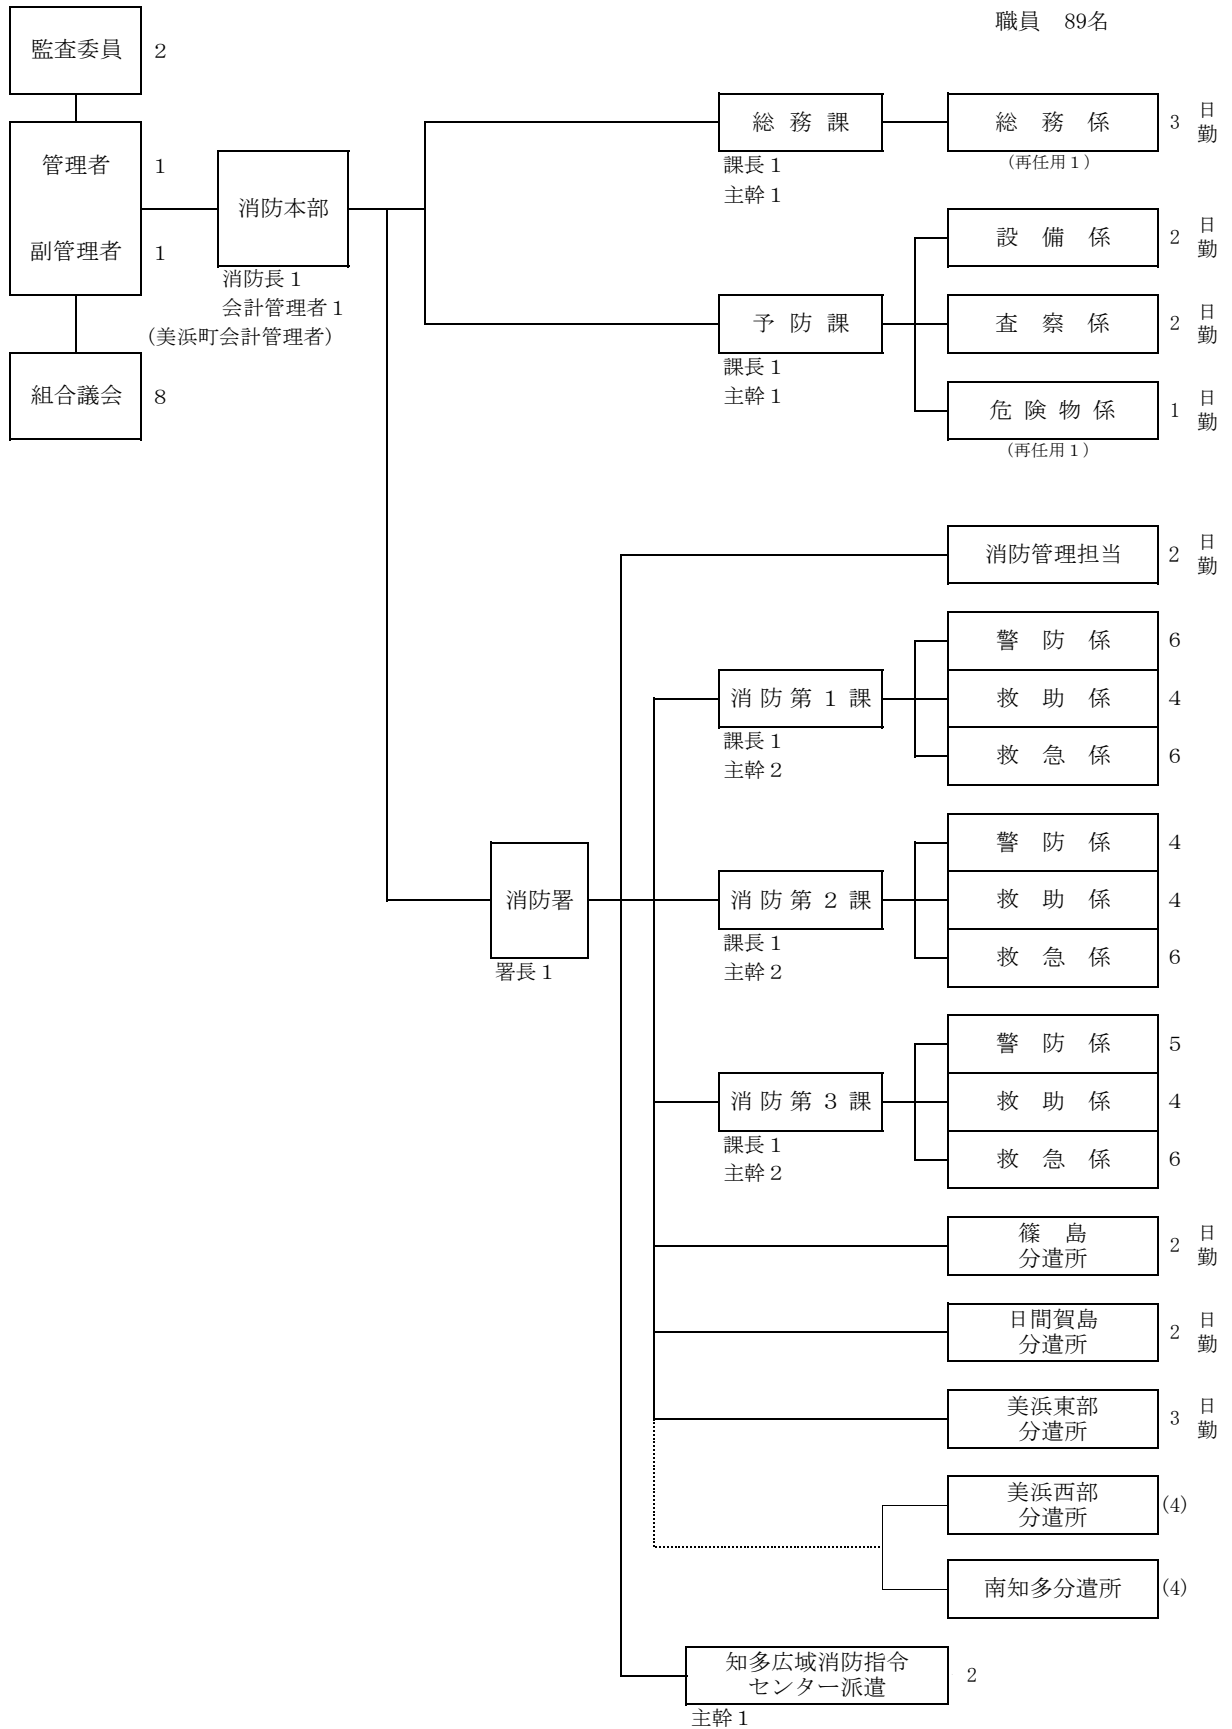 職員　89名
監査委員　２
管理者　１
副管理者　１
組合議会　８
消防本部
消防長１
会計管理者１
(美浜町会計管理者)
総務課
課長１
主幹１
総務係　3　日勤
(再任用１)
予防課
課長１
主幹１
設備係　2　日勤
査察係　2　日勤
危険物係　1　日勤
(再任用１)
消防署
署長１
消防管理担当　2　日勤
消防第１課
課長１
主幹２
警防係　６
救助係　４
救急係　６
消防第２課
課長１
主幹２
警防係　４
救助係　４
救急係　６
消防第３課
課長１
主幹２
警防係　５
救助係　４
救急係　６
篠島
分遣所　2　日勤
日間賀島
分遣所　2　日勤
美浜東部
分遣所　3　日勤
美浜西部
分遣所　(4)
南知多分遣所　(4)
知多広域消防指令
センター派遣　2
主幹１